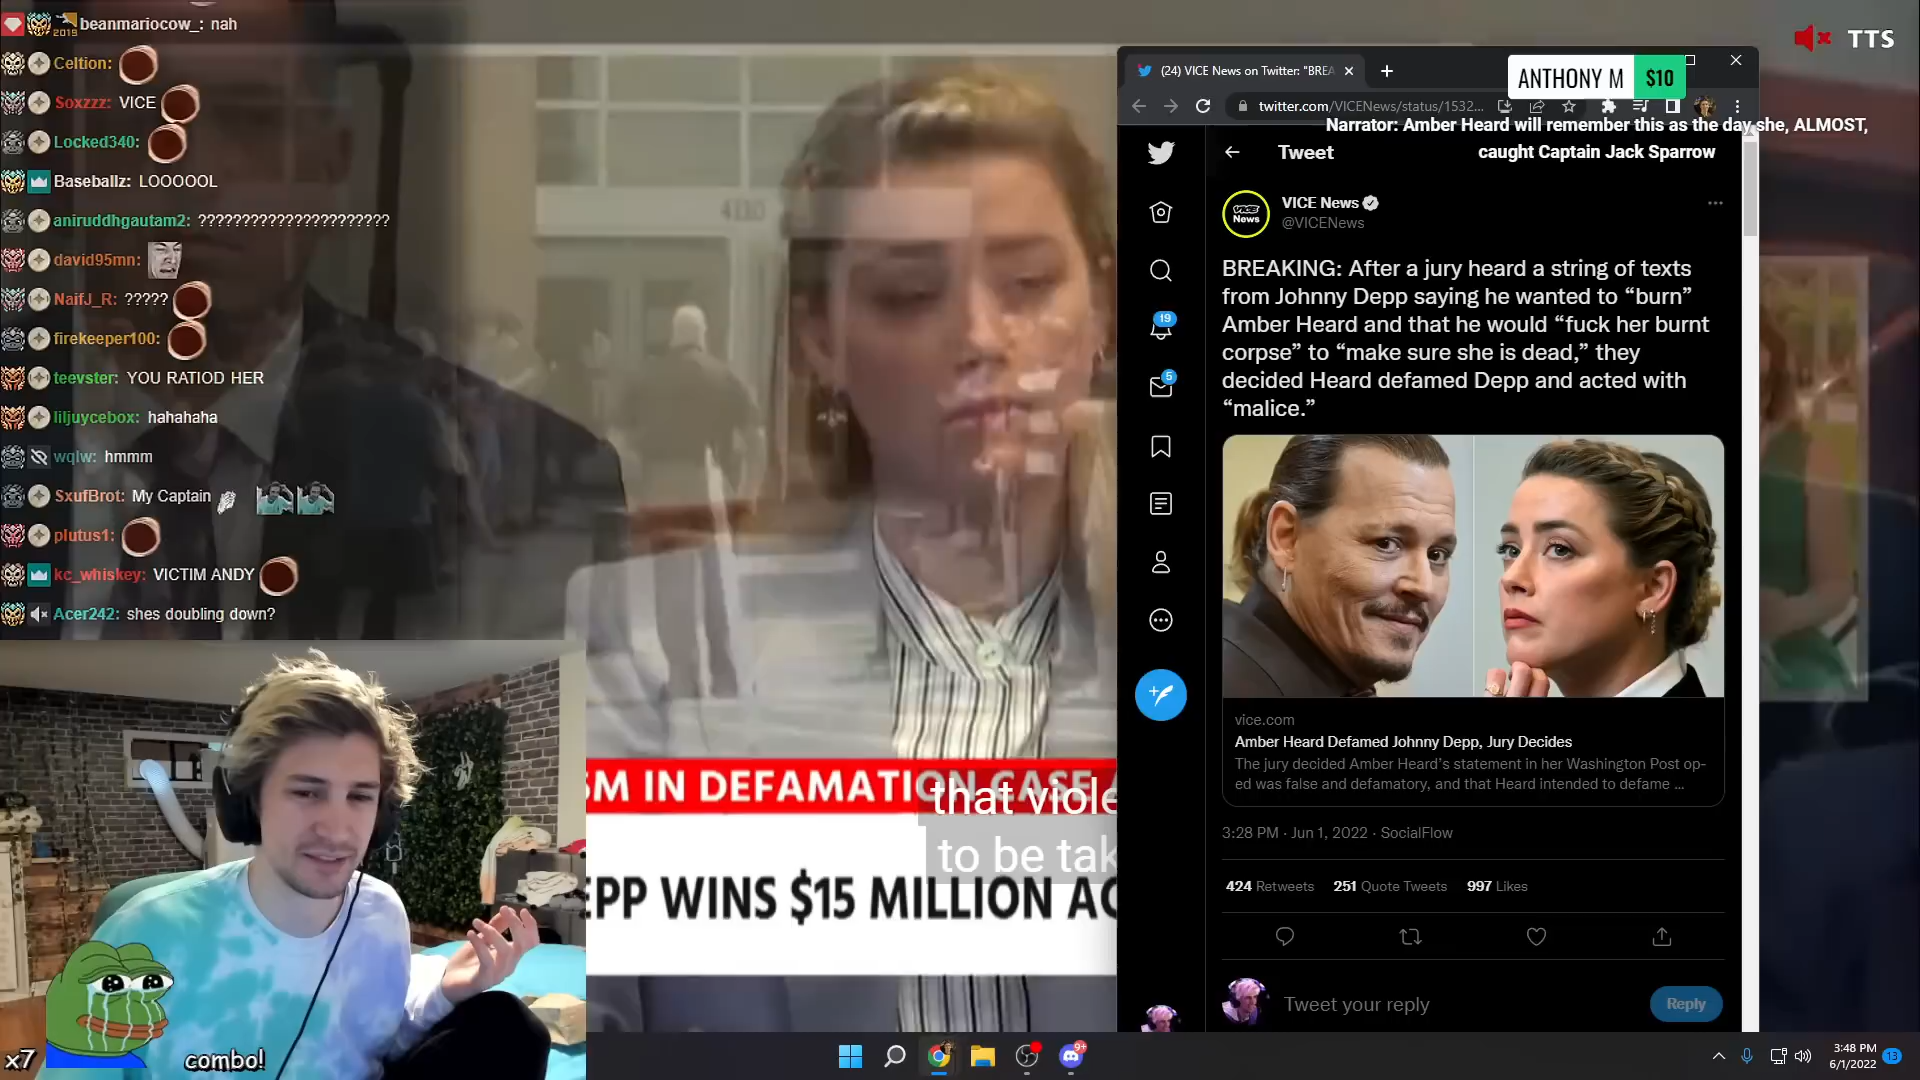 beanmariocow_: nah
2019
Celtion:
Soxzzz: VICE
Locked340:
Baseballz: LOOOOOL
aniruddhgautam2: ??????????????????????
david95mn:
NaifJ_R: ?????
firekeeper100:
teevster: YOU RATIOD HER
liljuycebox: hahahaha
wqlw: hmmm
SxufBrot: My Captain
plutus1:
kc_whiskey: VICTIM ANDY
Acer242: shes doubling down?
x7
combo!
4110
SM IN DEFAMATION CASE
that viole
to be tak
EPP WINS $15 MILLION AC
TTS
(24) VICE News on Twitter: "BREA
ANTHONY M $10
twitter.com/VICENews/status/1532...
Narrator: Amber Heard will remember this as the day she, ALMOST,
caught Captain Jack Sparrow
Tweet
VICE News
VICE News
@VICENews
BREAKING: After a jury heard a string of texts
from Johnny Depp saying he wanted to “burn”
Amber Heard and that he would “fuck her burnt
corpse” to “make sure she is dead,” they
decided Heard defamed Depp and acted with
“malice.”
19
5
vice.com
Amber Heard Defamed Johnny Depp, Jury Decides
The jury decided Amber Heard's statement in her Washington Post op-
ed was false and defamatory, and that Heard intended to defame ...
3:28 PM · Jun 1, 2022 · SocialFlow
424 Retweets 251 Quote Tweets 997 Likes
Tweet your reply
Reply
9+
3:48 PM
6/1/2022
13